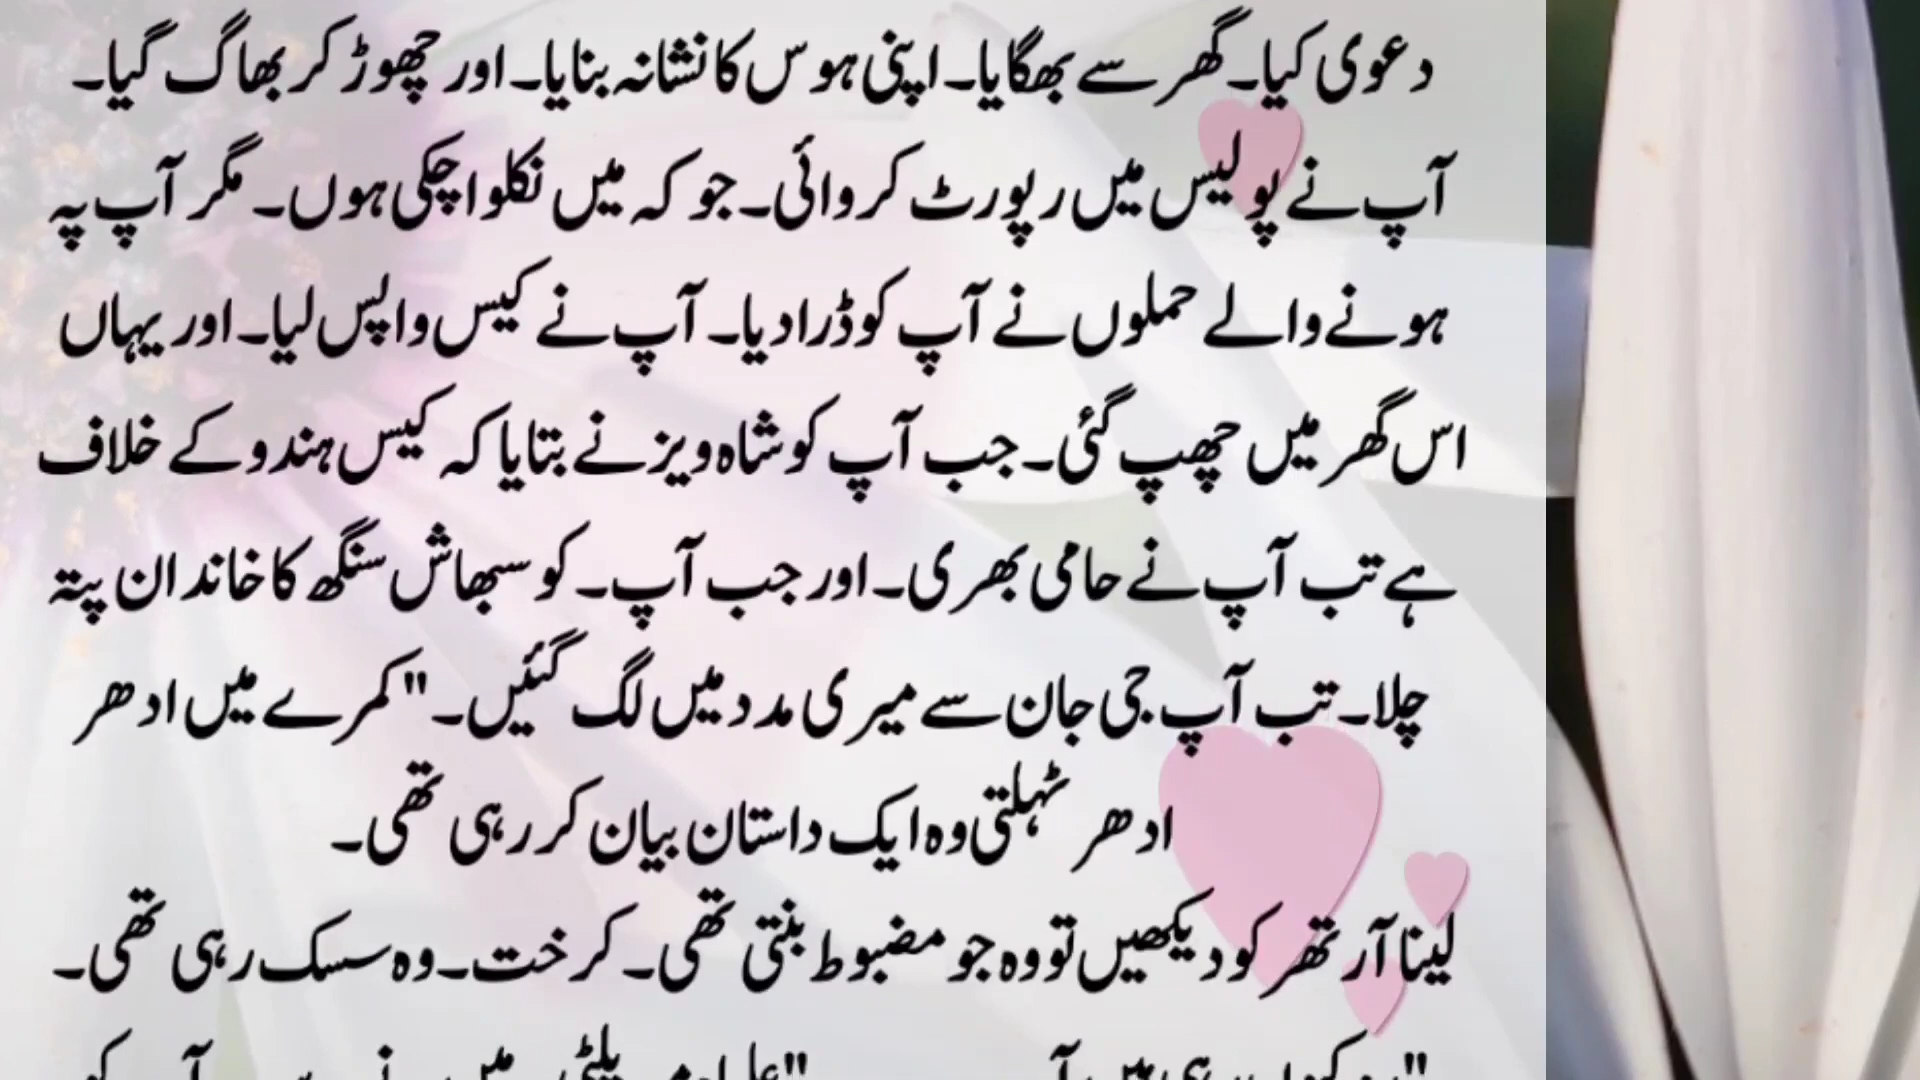 دعوی کیا۔ گھر سے بھگایا۔ اپنی ہوس کا نشانہ بنایا۔ اور چھوڑ کر بھاگ گیا۔
آپ نے پولیس میں رپورٹ کروائی۔ جو کہ میں نکلوا چکی ہوں۔ مگر آپ پہ
ہونے والے حملوں نے آپ کو ڈرا دیا۔ آپ نے کیس واپس لیا۔ اور یہاں
اس گھر میں چھپ گئی۔ جب آپ کو شاہ ویز نے بتایا کہ کیس ہندو کے خلاف
ہے تب آپ نے حامی بھری۔ اور جب آپ۔ کو سبھاش سنگھ کا خاندان پتہ
چلا۔ تب آپ جی جان سے میری مدد میں لگ گئیں۔" کمرے میں ادھر
ادھر ٹہلتی وہ ایک داستان بیان کر رہی تھی۔
لینا آر تھر کو دیکھیں تو وہ جو مضبوط بنتی تھی۔ کرخت۔ وہ سسک رہی تھی۔